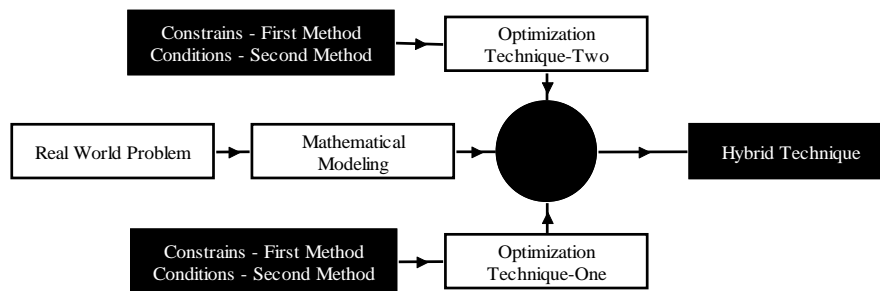 Constrains - First Method
Conditions - Second Method
Optimization
Technique-Two
Real World Problem
Mathematical
Modeling
Hybrid Technique
Constrains - First Method
Conditions - Second Method
Optimization
Technique-One